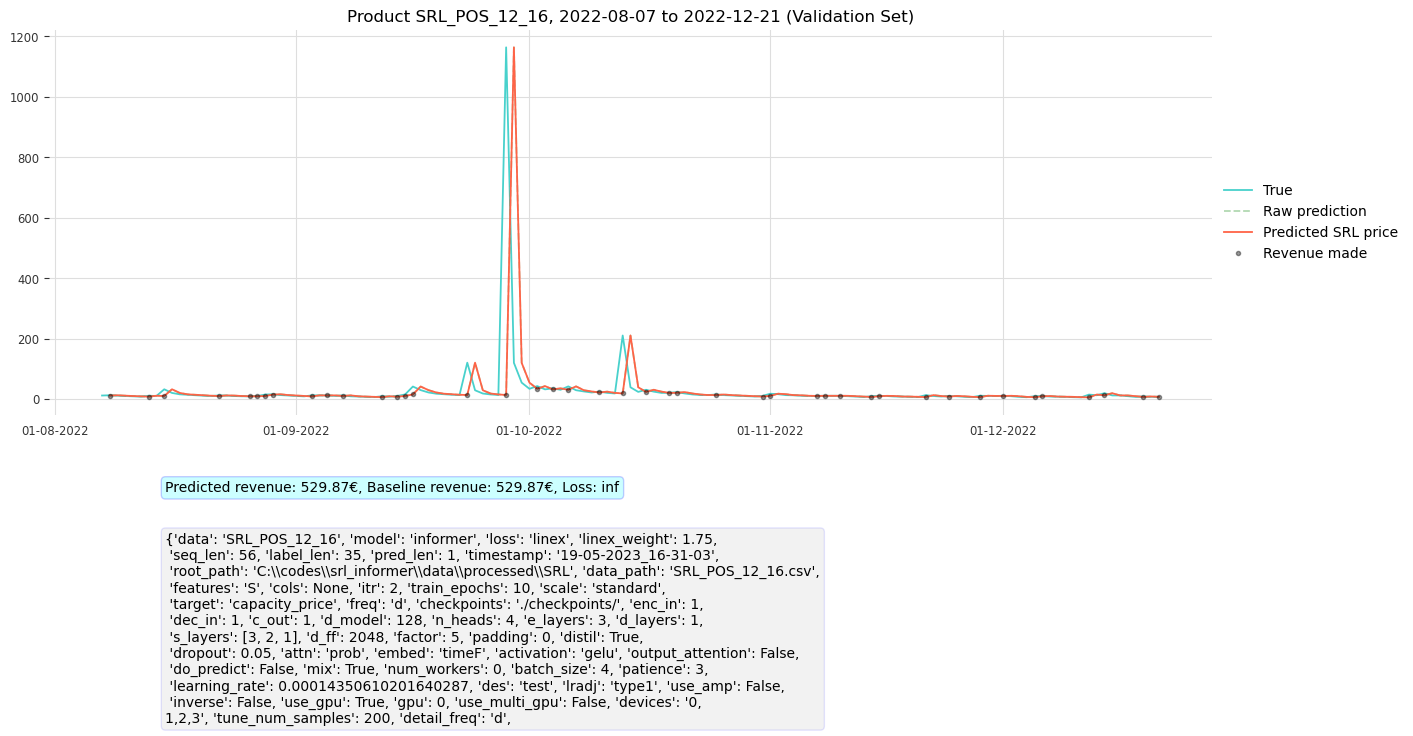 Product SRL_POS_12_16, 2022-08-07 to 2022-12-21 (Validation Set)
1200
1000
800
600
400
200
0
01-08-2022
01-09-2022
01-10-2022
01-11-2022
01-12-2022
True
Raw prediction
Predicted SRL price
Revenue made
Predicted revenue: 529.87€, Baseline revenue: 529.87€, Loss: inf
{'data': 'SRL_POS_12_16', 'model': 'informer', 'loss': 'linex', 'linex_weight': 1.75,
'seq_len': 56, 'label_len': 35, 'pred_len': 1, 'timestamp': '19-05-2023_16-31-03',
'root_path': 'C:\\codes\\srl_informer\\data\\processed\\SRL', 'data_path': 'SRL_POS_12_16.csv',
'features': 'S', 'cols': None, 'itr': 2, 'train_epochs': 10, 'scale': 'standard',
'target': 'capacity_price', 'freq': 'd', 'checkpoints': './checkpoints/', 'enc_in': 1,
'dec_in': 1, 'c_out': 1, 'd_model': 128, 'n_heads': 4, 'e_layers': 3, 'd_layers': 1,
's_layers': [3, 2, 1], 'd_ff': 2048, 'factor': 5, 'padding': 0, 'distil': True,
'dropout': 0.05, 'attn': 'prob', 'embed': 'timeF', 'activation': 'gelu', 'output_attention': False,
'do_predict': False, 'mix': True, 'num_workers': 0, 'batch_size': 4, 'patience': 3,
'learning_rate': 0.00014350610201640287, 'des': 'test', 'lradj': 'type1', 'use_amp': False,
'inverse': False, 'use_gpu': True, 'gpu': 0, 'use_multi_gpu': False, 'devices': '0,
1,2,3', 'tune_num_samples': 200, 'detail_freq': 'd',